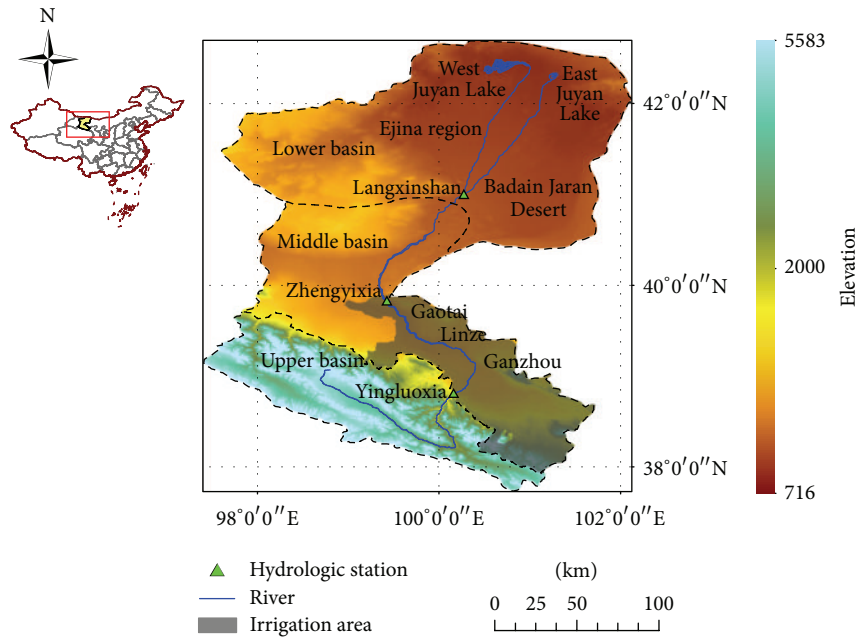 N
5583
West
Juyan Lake
East
Juyan
Lake
42°0′0″N
Ejina region
Lower basin
Langxinshan
Badain Jaran
Desert
Middle basin
2000
Elevation
Zhengyixia
40°0′0″N
Gaotai
Linze
Upper basin
Ganzhou
Yingluoxia
38°0′0″N
716
98°0′0″E
100°0′0″E
102°0′0″E
Hydrologic station
(km)
River
0 25 50 100
Irrigation area